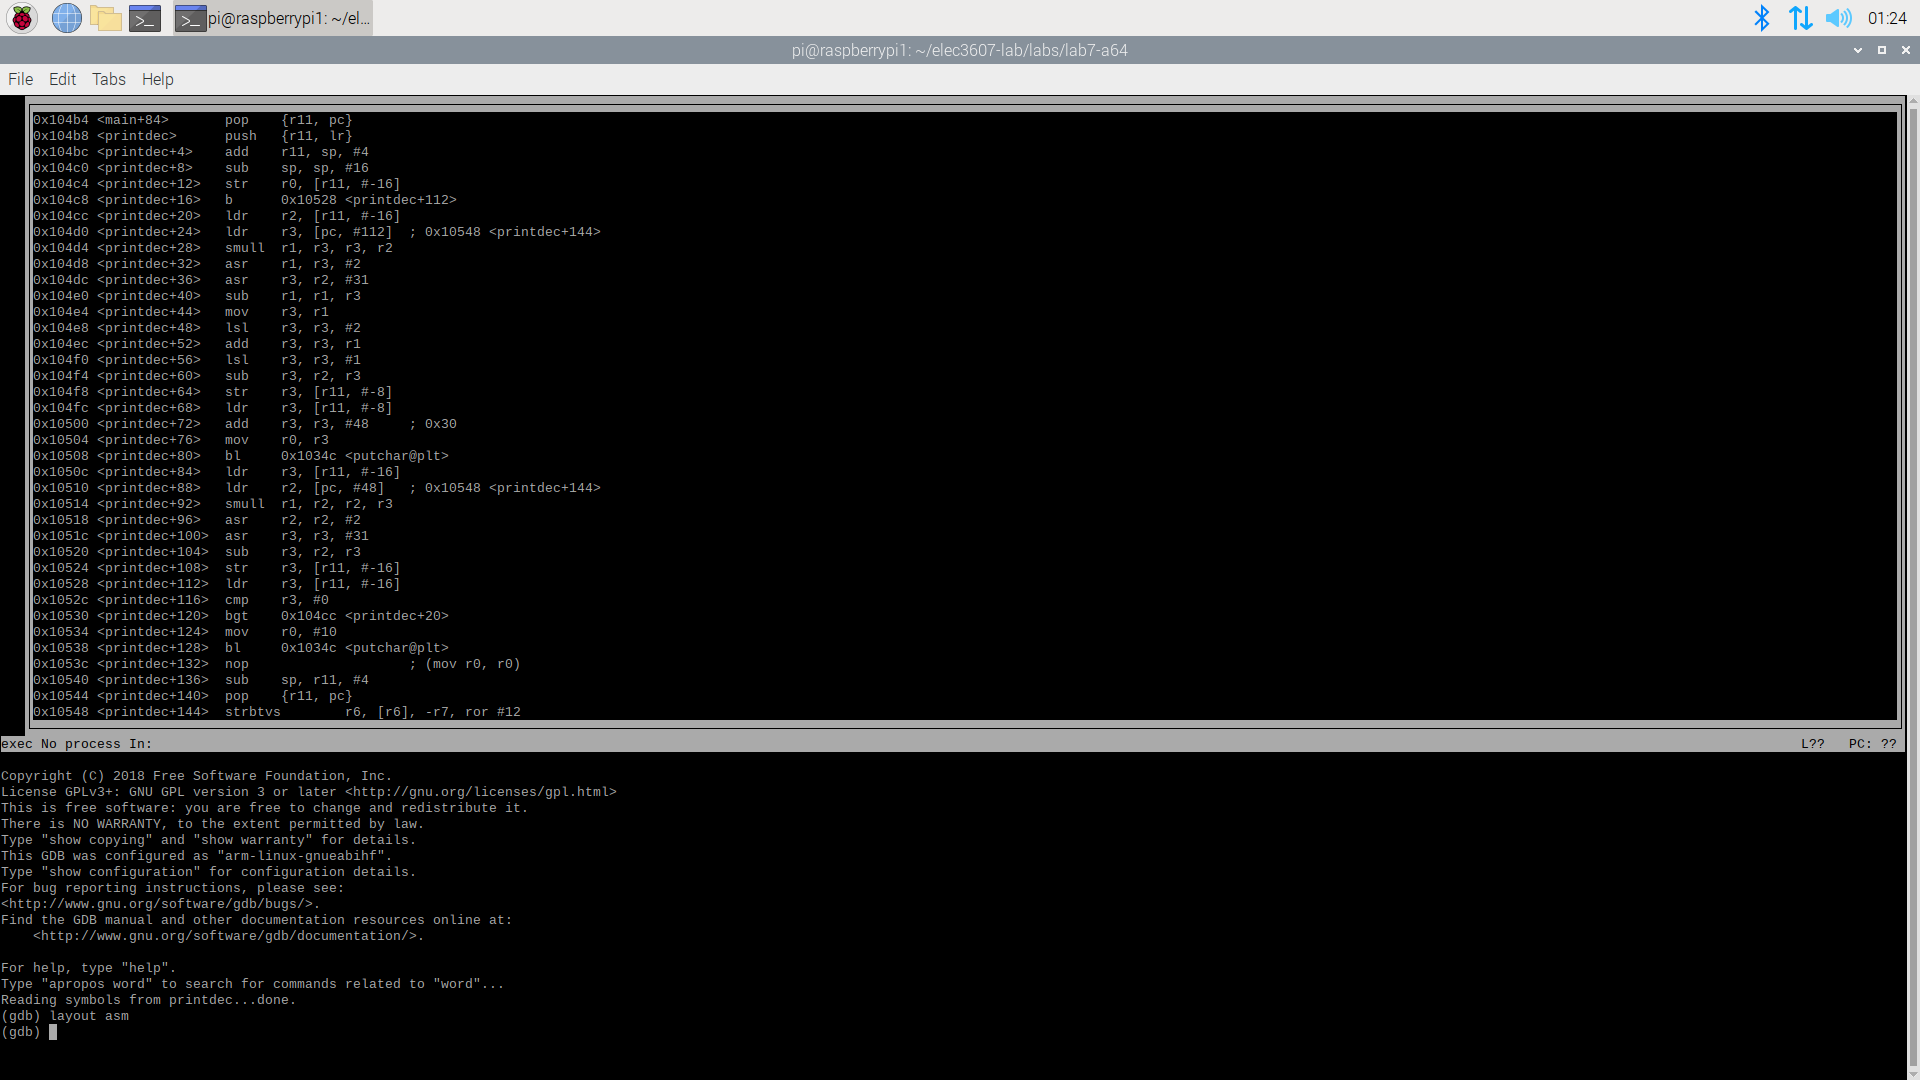 pi@raspberrypi1: ~/el...
01:24
pi@raspberrypi1: ~/elec3607-lab/labs/lab7-a64
File Edit Tabs Help
0x104b4 <main+84>       pop    {r11, pc}
0x104b8 <printdec>      push   {r11, lr}
0x104bc <printdec+4>    add    r11, sp, #4
0x104c0 <printdec+8>    sub    sp, sp, #16
0x104c4 <printdec+12>   str    r0, [r11, #-16]
0x104c8 <printdec+16>   b      0x10528 <printdec+112>
0x104cc <printdec+20>   ldr    r2, [r11, #-16]
0x104d0 <printdec+24>   ldr    r3, [pc, #112]  ; 0x10548 <printdec+144>
0x104d4 <printdec+28>   smull  r1, r3, r3, r2
0x104d8 <printdec+32>   asr    r1, r3, #2
0x104dc <printdec+36>   asr    r3, r2, #31
0x104e0 <printdec+40>   sub    r1, r1, r3
0x104e4 <printdec+44>   mov    r3, r1
0x104e8 <printdec+48>   lsl    r3, r3, #2
0x104ec <printdec+52>   add    r3, r3, r1
0x104f0 <printdec+56>   lsl    r3, r3, #1
0x104f4 <printdec+60>   sub    r3, r2, r3
0x104f8 <printdec+64>   str    r3, [r11, #-8]
0x104fc <printdec+68>   ldr    r3, [r11, #-8]
0x10500 <printdec+72>   add    r3, r3, #48     ; 0x30
0x10504 <printdec+76>   mov    r0, r3
0x10508 <printdec+80>   bl     0x1034c <putchar@plt>
0x1050c <printdec+84>   ldr    r3, [r11, #-16]
0x10510 <printdec+88>   ldr    r2, [pc, #48]   ; 0x10548 <printdec+144>
0x10514 <printdec+92>   smull  r1, r2, r2, r3
0x10518 <printdec+96>   asr    r2, r2, #2
0x1051c <printdec+100>  asr    r3, r3, #31
0x10520 <printdec+104>  sub    r3, r2, r3
0x10524 <printdec+108>  str    r3, [r11, #-16]
0x10528 <printdec+112>  ldr    r3, [r11, #-16]
0x1052c <printdec+116>  cmp    r3, #0
0x10530 <printdec+120>  bgt    0x104cc <printdec+20>
0x10534 <printdec+124>  mov    r0, #10
0x10538 <printdec+128>  bl     0x1034c <putchar@plt>
0x1053c <printdec+132>  nop                    ; (mov r0, r0)
0x10540 <printdec+136>  sub    sp, r11, #4
0x10544 <printdec+140>  pop    {r11, pc}
0x10548 <printdec+144>  strbtvs        r6, [r6], -r7, ror #12
exec No process In:    L??   PC: ??
Copyright (C) 2018 Free Software Foundation, Inc.
License GPLv3+: GNU GPL version 3 or later <http://gnu.org/licenses/gpl.html>
This is free software: you are free to change and redistribute it.
There is NO WARRANTY, to the extent permitted by law.
Type "show copying" and "show warranty" for details.
This GDB was configured as "arm-linux-gnueabihf".
Type "show configuration" for configuration details.
For bug reporting instructions, please see:
<http://www.gnu.org/software/gdb/bugs/>.
Find the GDB manual and other documentation resources online at:
    <http://www.gnu.org/software/gdb/documentation/>.
For help, type "help".
Type "apropos word" to search for commands related to "word"...
Reading symbols from printdec...done.
(gdb) layout asm
(gdb)